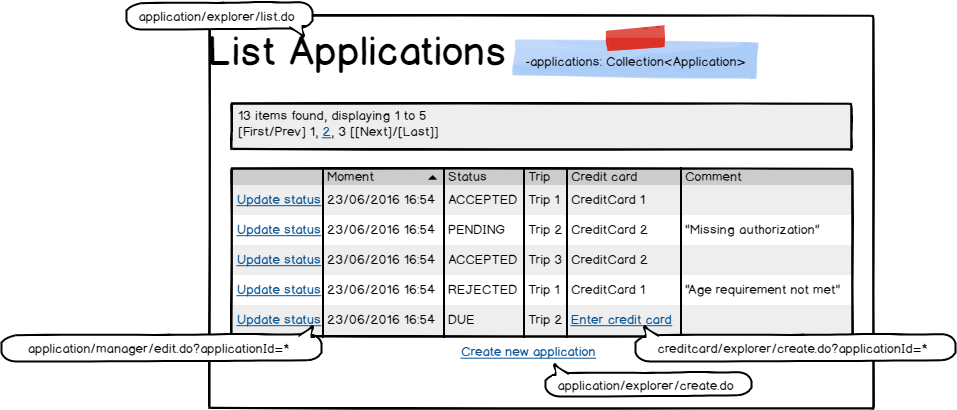 application/explorer/list.do
List Applications
-applications: Collection<Application>
13 items found, displaying 1 to 5
[First/Prev] 1, 2, 3 [[Next]/[Last]]
Moment Status Trip Credit card Comment
Update status 23/06/2016 16:54 ACCEPTED Trip 1 CreditCard 1
Update status 23/06/2016 16:54 PENDING Trip 2 CreditCard 2 "Missing authorization"
Update status 23/06/2016 16:54 ACCEPTED Trip 3 CreditCard 2
Update status 23/06/2016 16:54 REJECTED Trip 1 CreditCard 1 "Age requirement not met"
Update status 23/06/2016 16:54 DUE Trip 2 Enter credit card
application/manager/edit.do?applicationId=*
Create new application
creditcard/explorer/create.do?applicationId=*
application/explorer/create.do